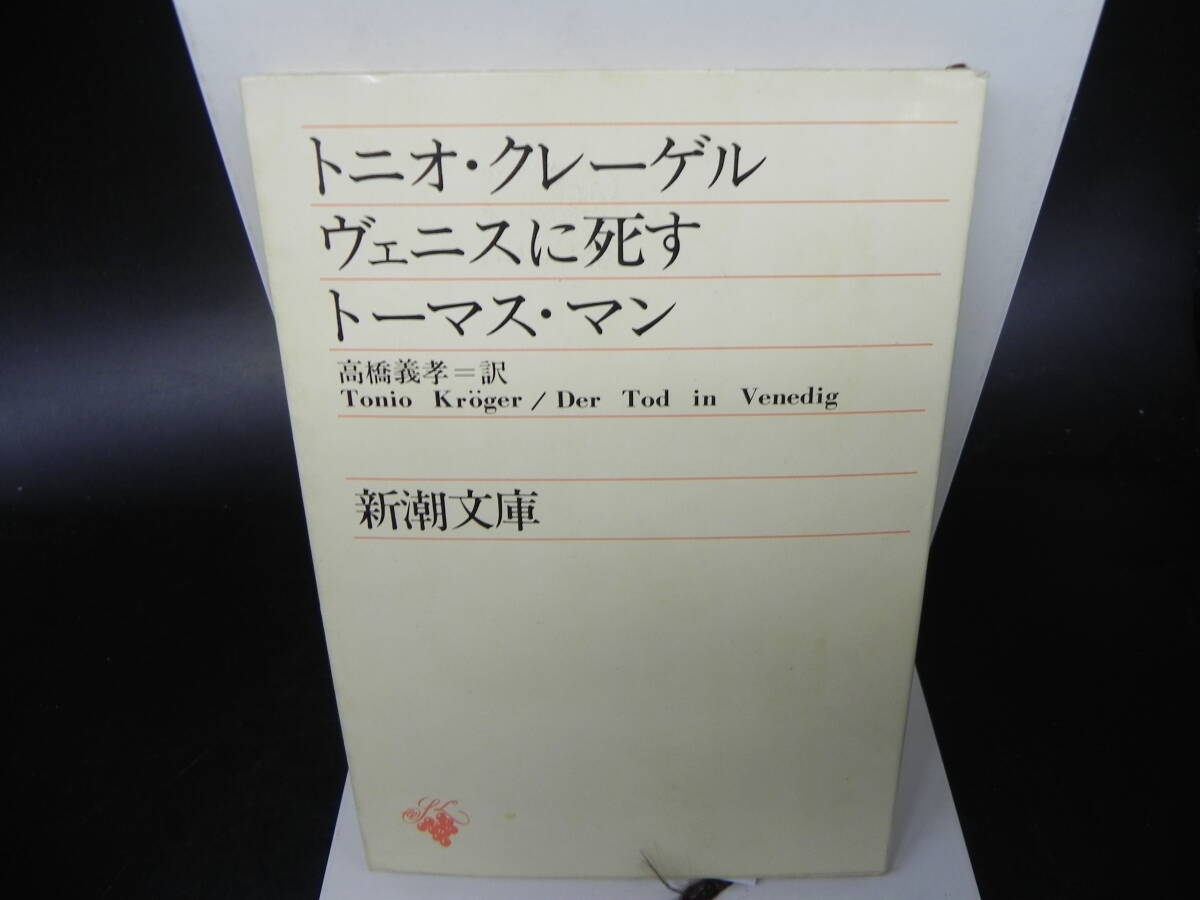 トニオ・クレーゲル
ヴェニスに死す
トーマス・マン
高橋義孝＝訳
Tonio Kröger / Der Tod in Venedig
新潮文庫